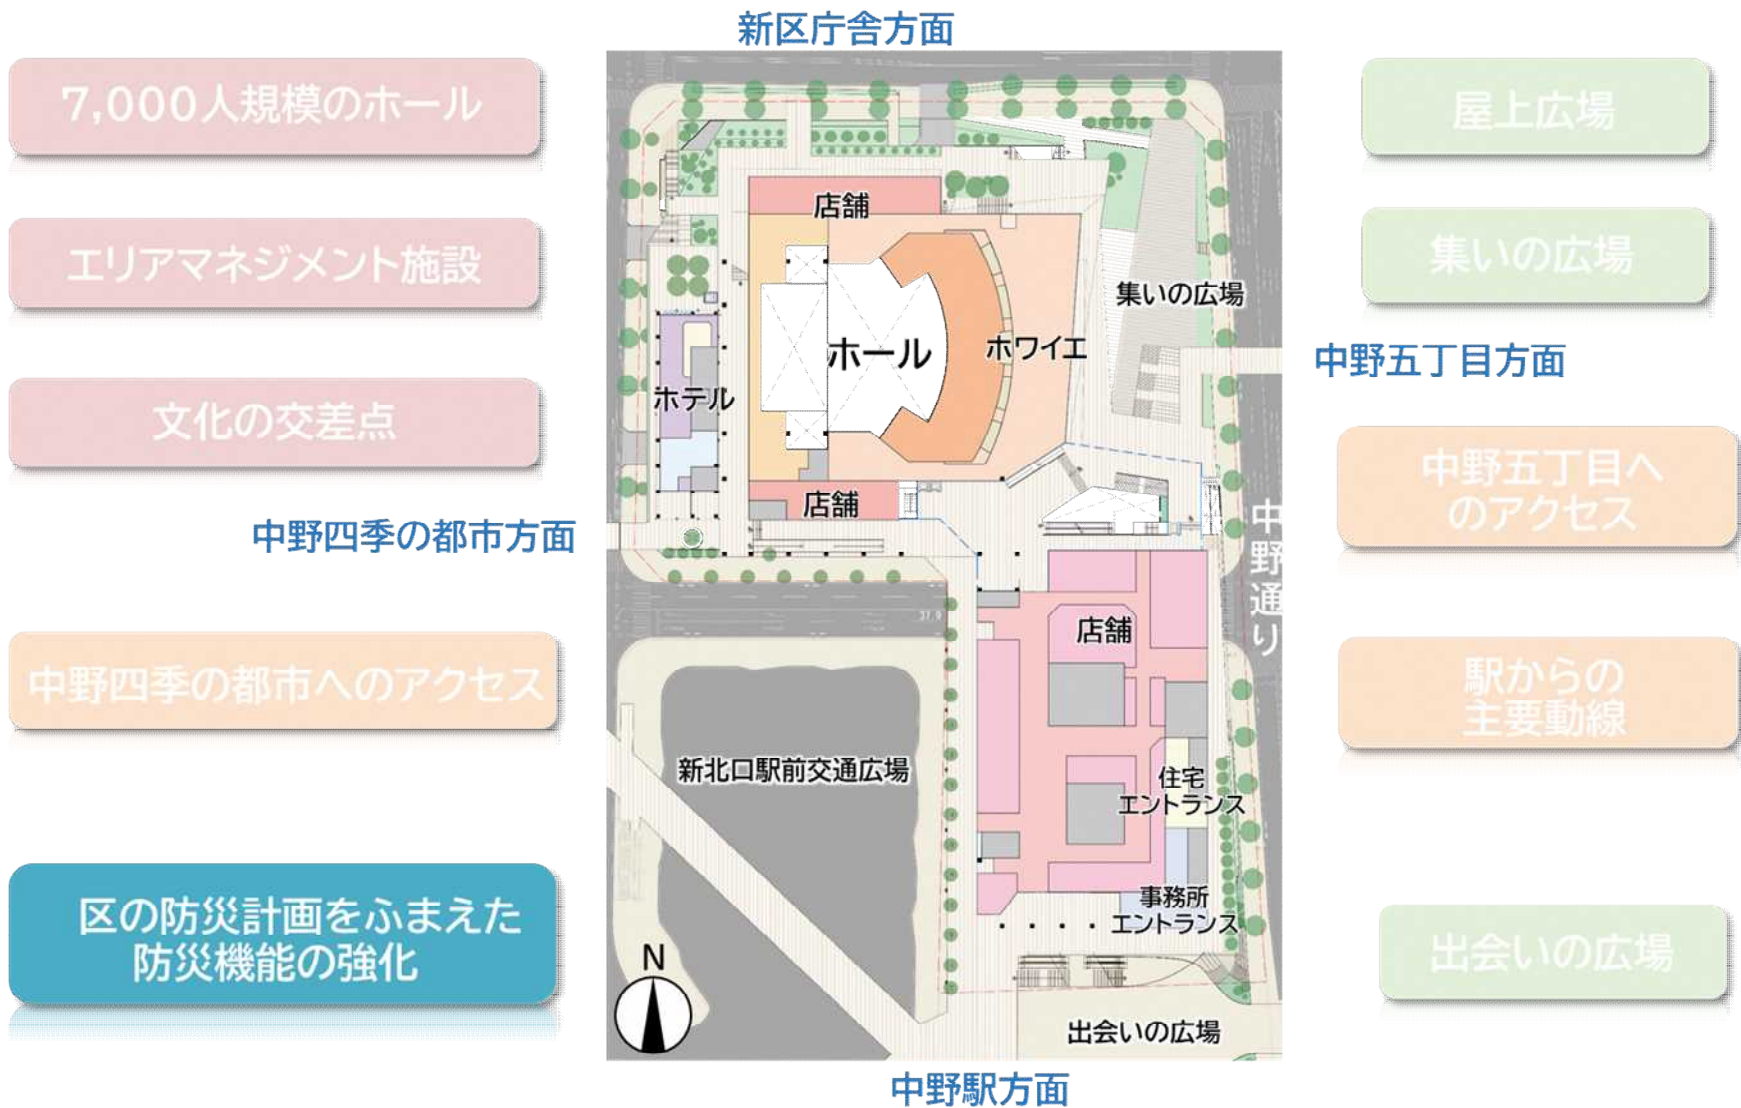 新区庁舎方面
7,000人規模のホール
エリアマネジメント施設
文化の交差点
中野四季の都市方面
中野四季の都市へのアクセス
区の防災計画をふまえた
防災機能の強化
店舗
ホール
ホワイエ
集いの広場
ホテル
店舗
中野通り
37.9
店舗
新北口駅前交通広場
住宅
エントランス
事務所
エントランス
N
出会いの広場
中野駅方面
屋上広場
集いの広場
中野五丁目方面
中野五丁目へ
のアクセス
駅からの
主要動線
出会いの広場